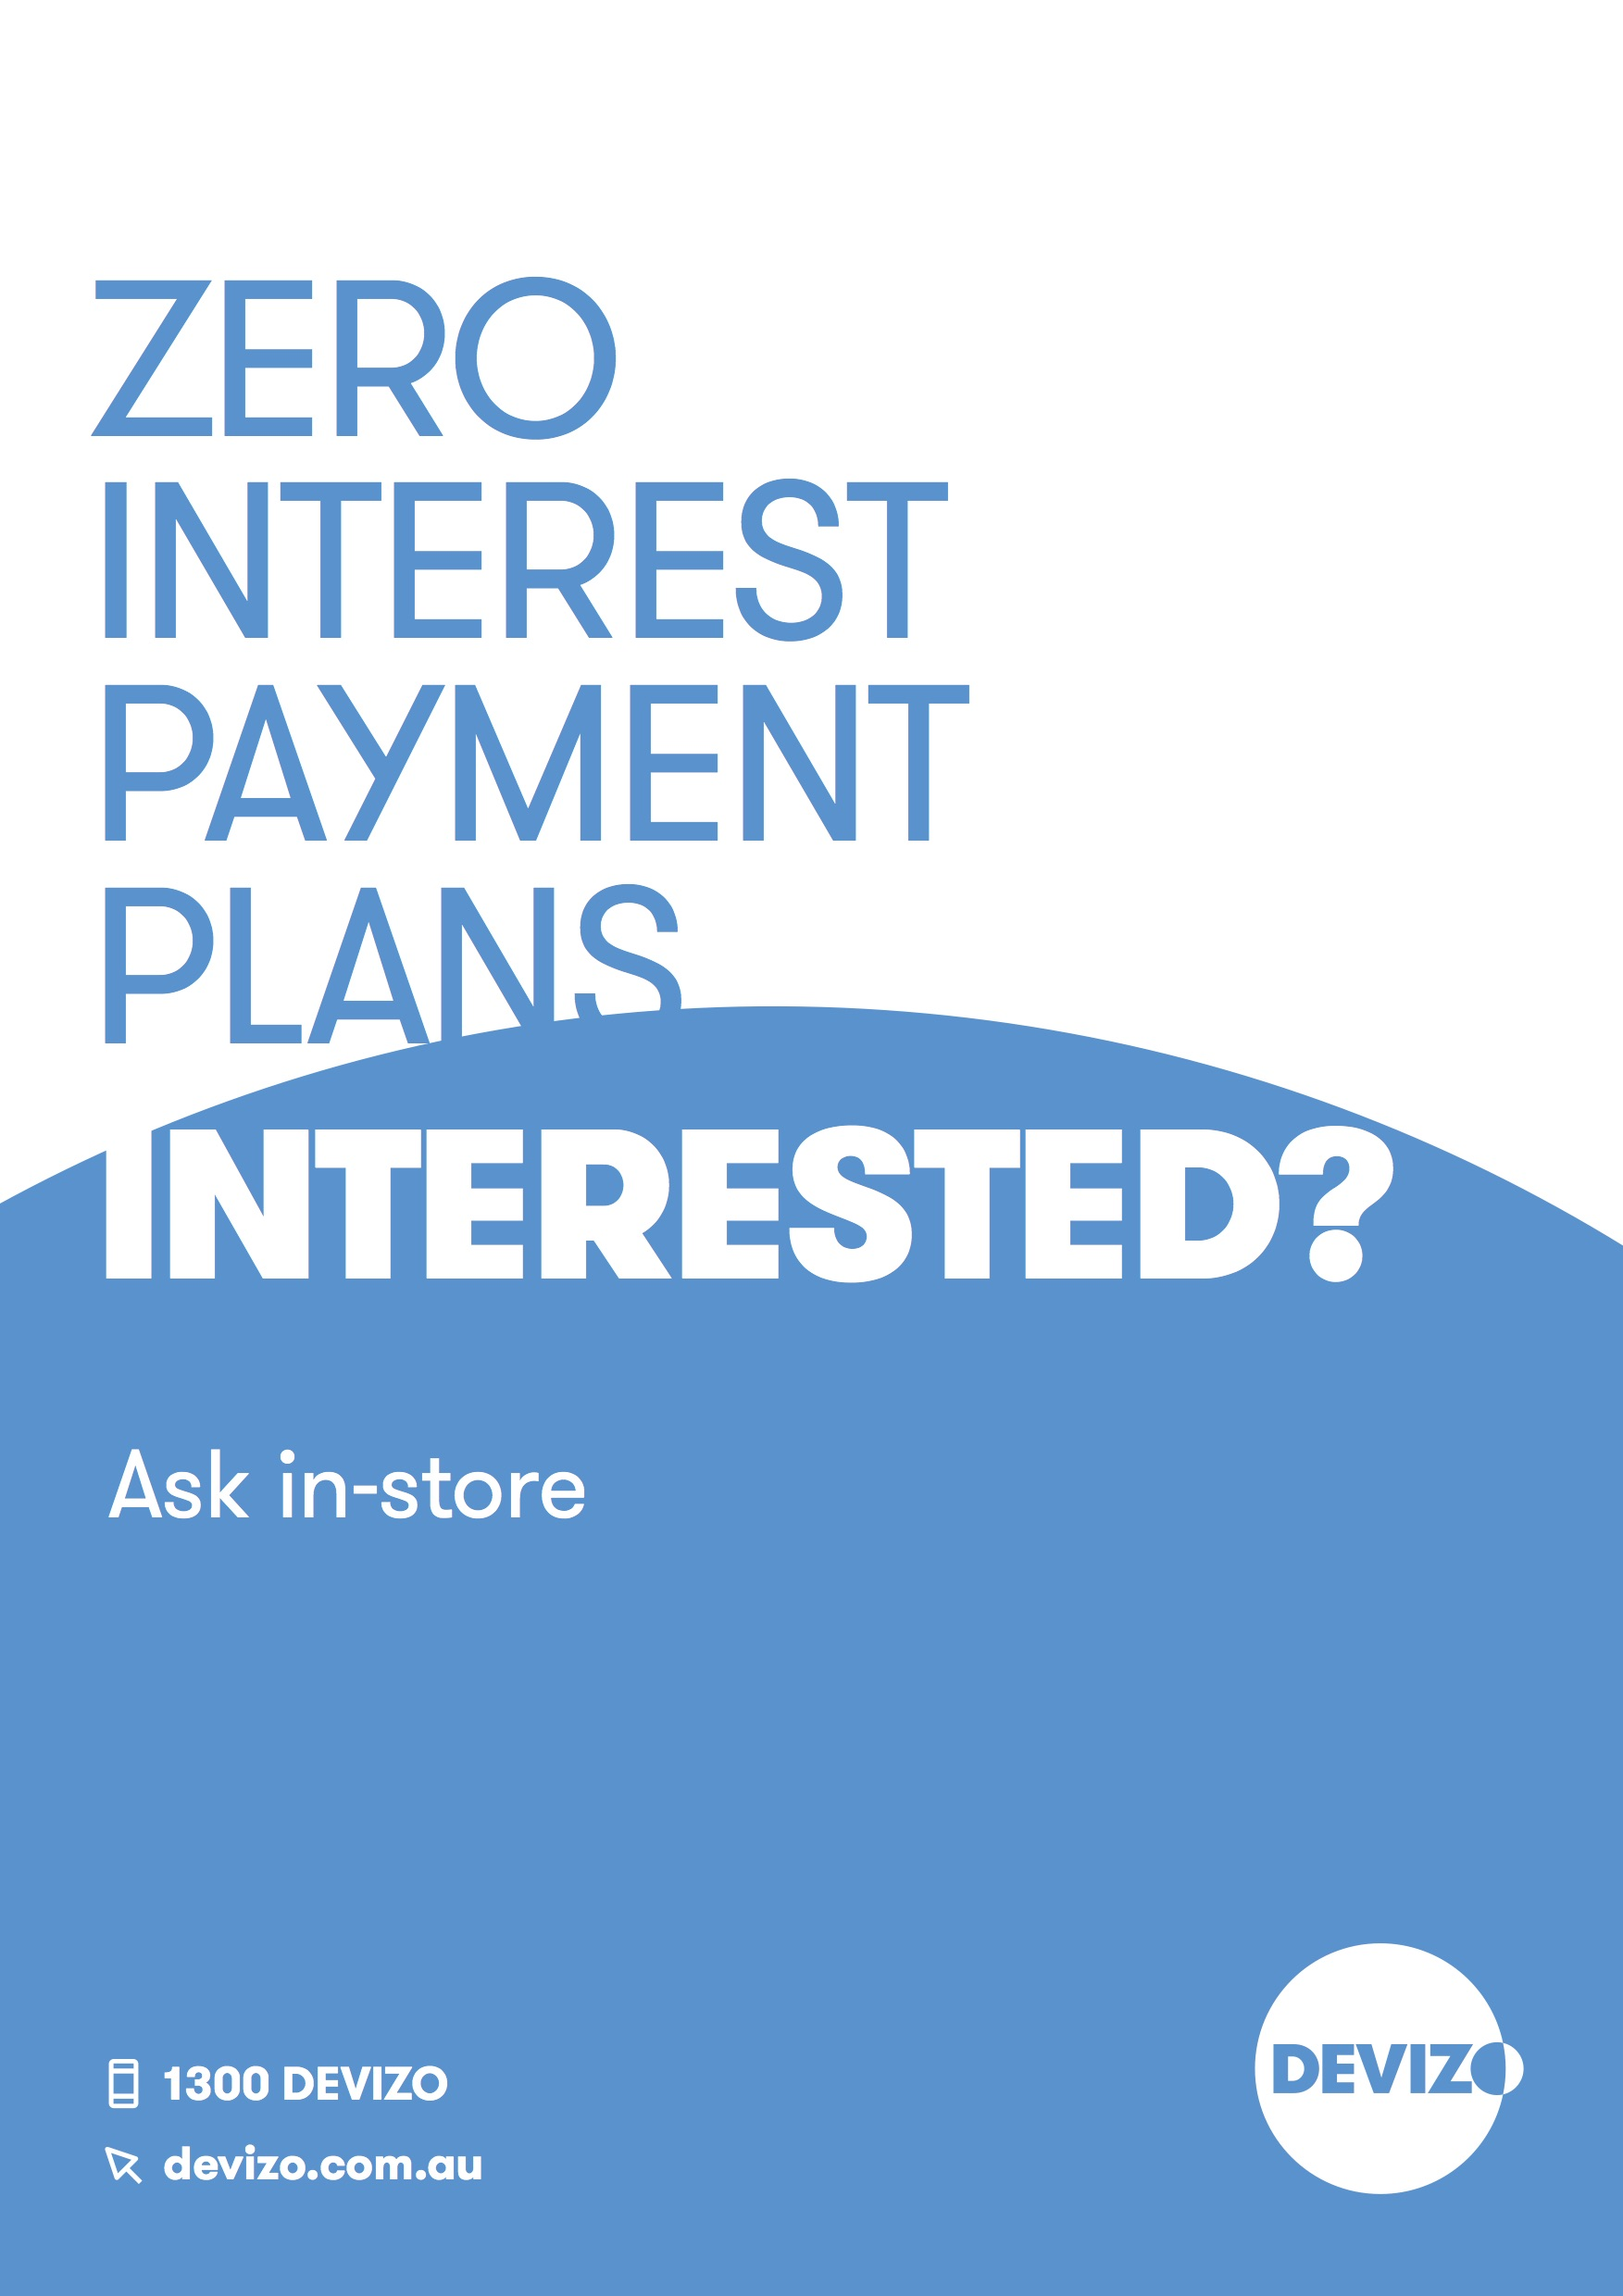 ZERO
INTEREST
PAYMENT
PLANS
INTERESTED?
Ask in-store
1300 DEVIZO
devizo.com.au
DEVIZO